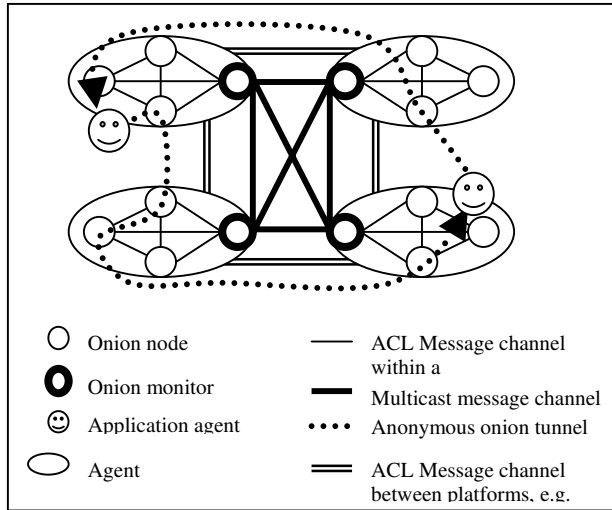 Onion node
Onion monitor
Application agent
Agent
ACL Message channel
within a
Multicast message channel
Anonymous onion tunnel
ACL Message channel
between platforms, e.g.